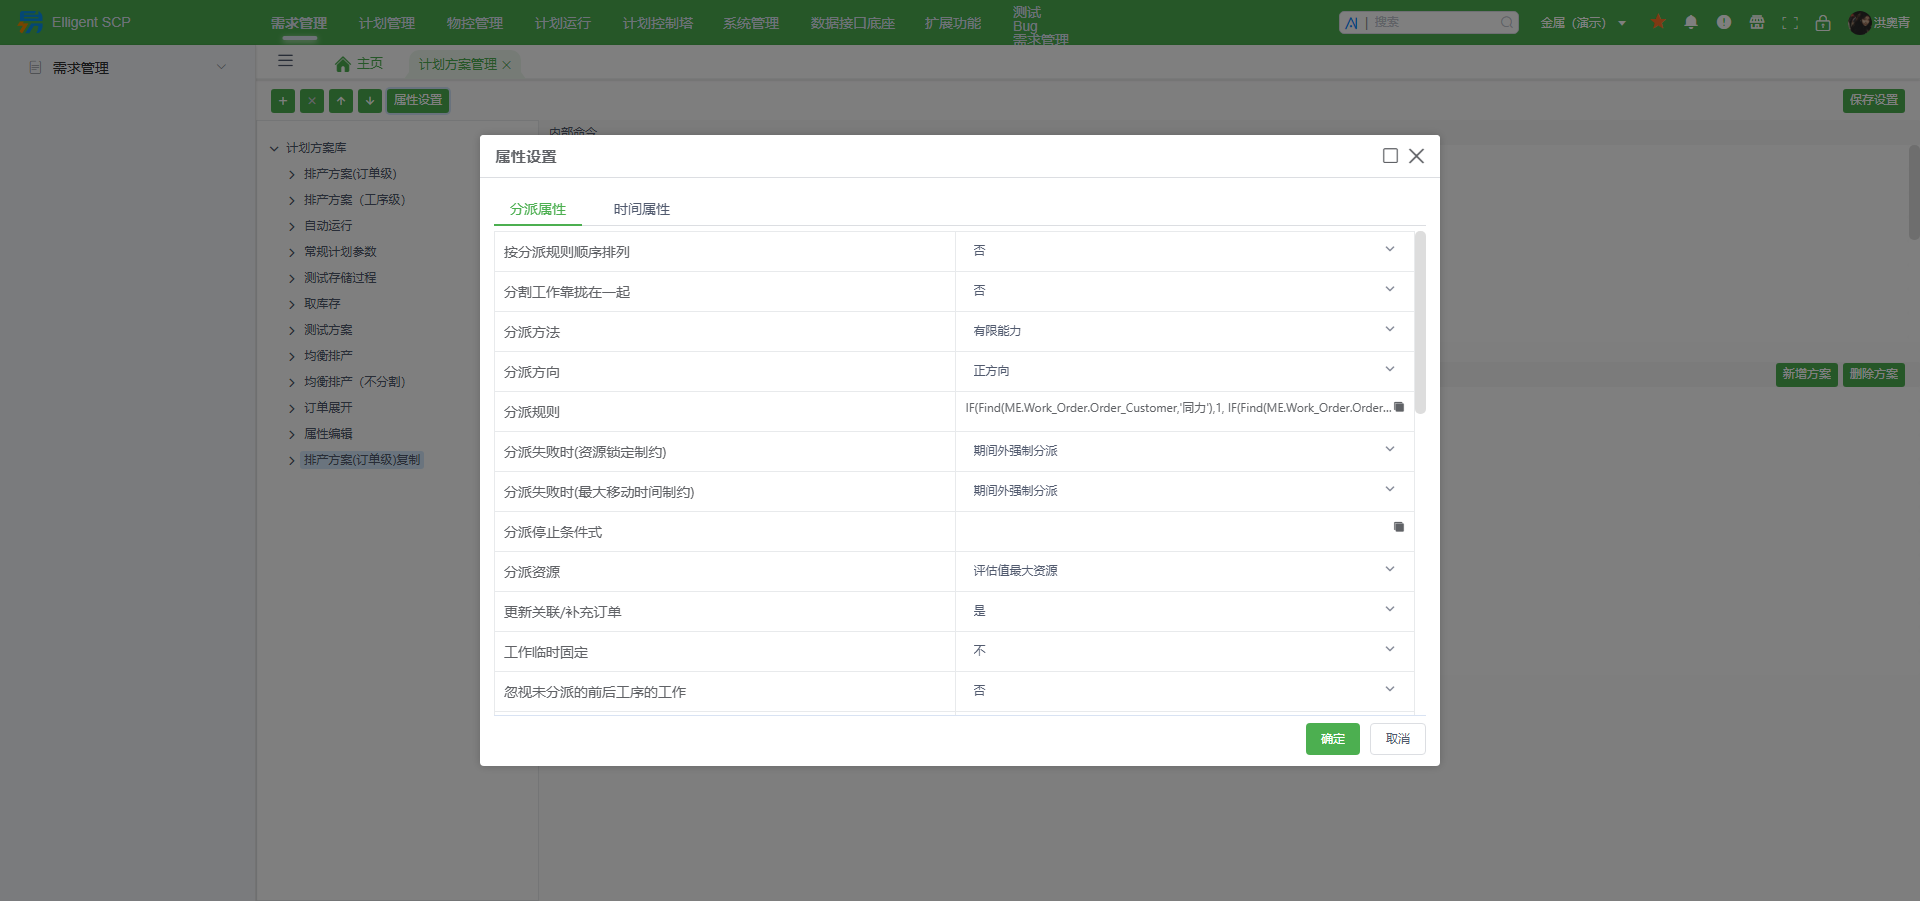 Elligent SCP
需求管理
计划管理
物控管理
计划运行
计划控制塔
系统管理
数据接口底座
扩展功能
测试
Bug
需求管理
AI | 搜索
金属（演示）
洪奥青
需求管理
主页
计划方案管理
属性设置
保存设置
内部命令
计划方案库
排产方案(订单级)
排产方案（工序级）
自动运行
常规计划参数
测试存储过程
取库存
测试方案
均衡排产
均衡排产（不分割）
订单展开
属性编辑
排产方案(订单级)复制
新增方案
删除方案
属性设置
分派属性
时间属性
按分派规则顺序排列
否
分割工作靠拢在一起
否
分派方法
有限能力
分派方向
正方向
分派规则
IF(Find(ME.Work_Order.Order_Customer,'同力'),1, IF(Find(ME.Work_Order.Order...
分派失败时(资源锁定制约)
期间外强制分派
分派失败时(最大移动时间制约)
期间外强制分派
分派停止条件式
分派资源
评估值最大资源
更新关联/补充订单
是
工作临时固定
不
忽视未分派的前后工序的工作
否
确定
取消